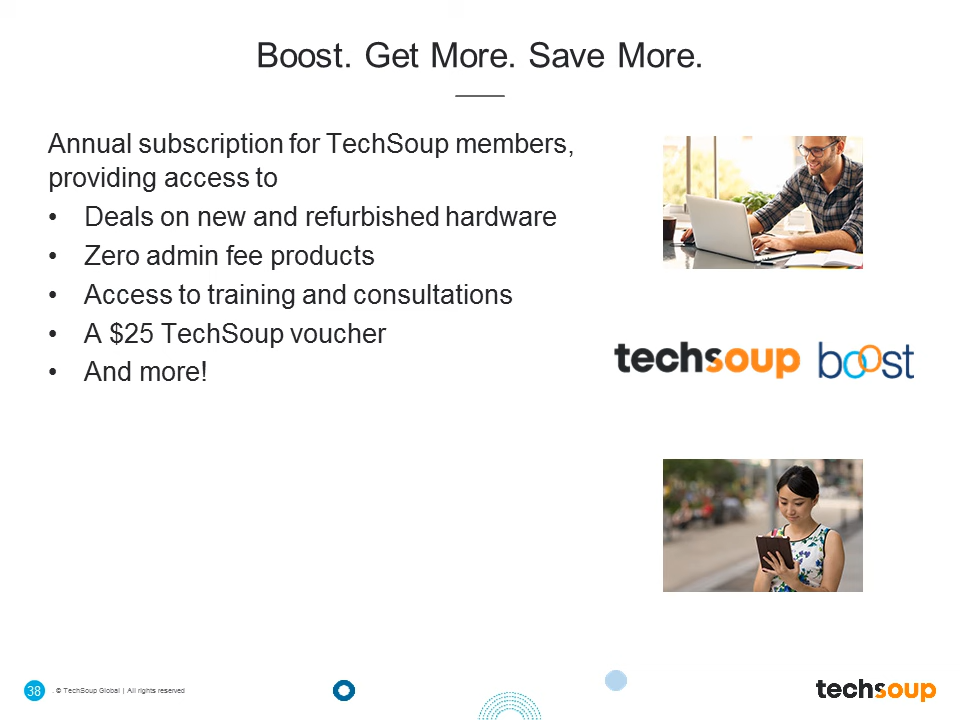 Boost. Get More. Save More.
Annual subscription for TechSoup members,
providing access to
• Deals on new and refurbished hardware
• Zero admin fee products
• Access to training and consultations
• A $25 TechSoup voucher
• And more!
techsoup boost
38 . © TechSoup Global | All rights reserved
techsoup